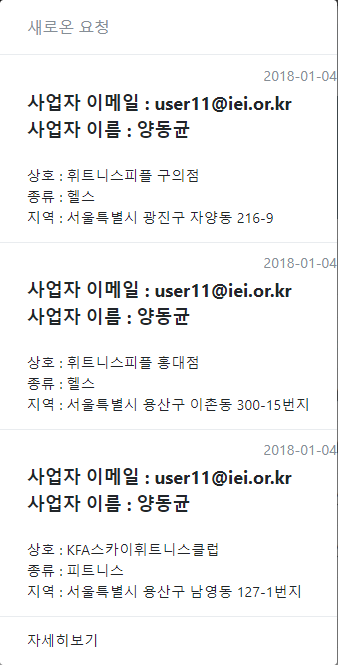 새로온 요청
2018-01-04
사업자 이메일 : user11@iei.or.kr
사업자 이름 : 양동균
상호 : 휘트니스피플 구의점
종류 : 헬스
지역 : 서울특별시 광진구 자양동 216-9
2018-01-04
사업자 이메일 : user11@iei.or.kr
사업자 이름 : 양동균
상호 : 휘트니스피플 홍대점
종류 : 헬스
지역 : 서울특별시 용산구 이촌동 300-15번지
2018-01-04
사업자 이메일 : user11@iei.or.kr
사업자 이름 : 양동균
상호 : KFA스카이휘트니스클럽
종류 : 피트니스
지역 : 서울특별시 용산구 남영동 127-1번지
자세히보기